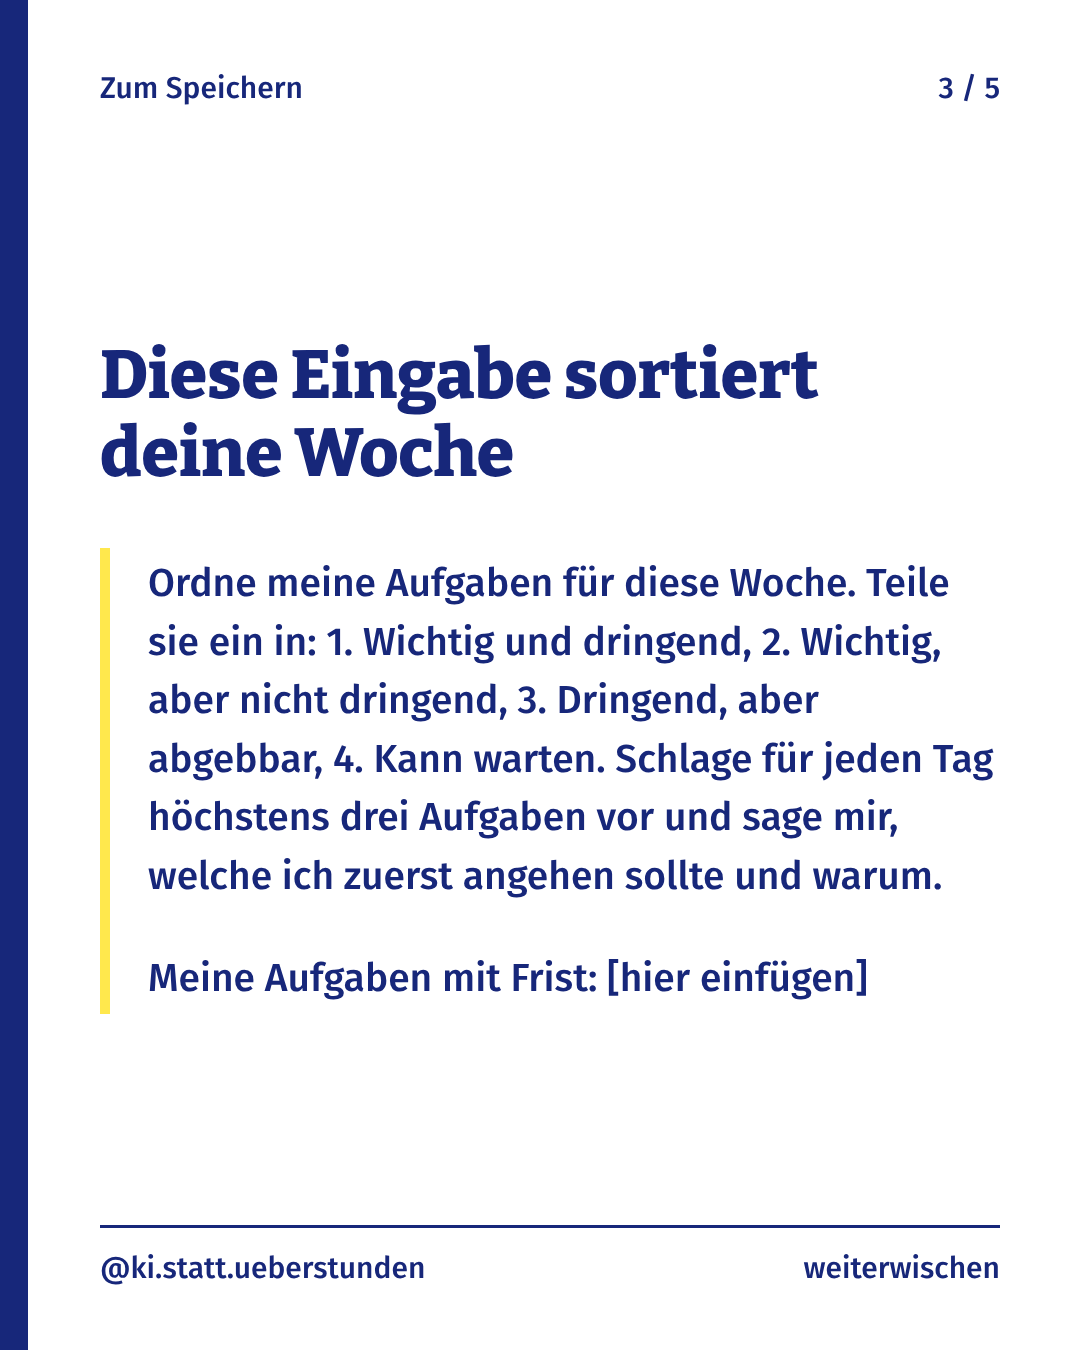 Zum Speichern
3 / 5
Diese Eingabe sortiert
deine Woche
Ordne meine Aufgaben für diese Woche. Teile
sie ein in: 1. Wichtig und dringend, 2. Wichtig,
aber nicht dringend, 3. Dringend, aber
abgebbar, 4. Kann warten. Schlage für jeden Tag
höchstens drei Aufgaben vor und sage mir,
welche ich zuerst angehen sollte und warum.
Meine Aufgaben mit Frist: [hier einfügen]
@ki.statt.ueberstunden
weiterwischen